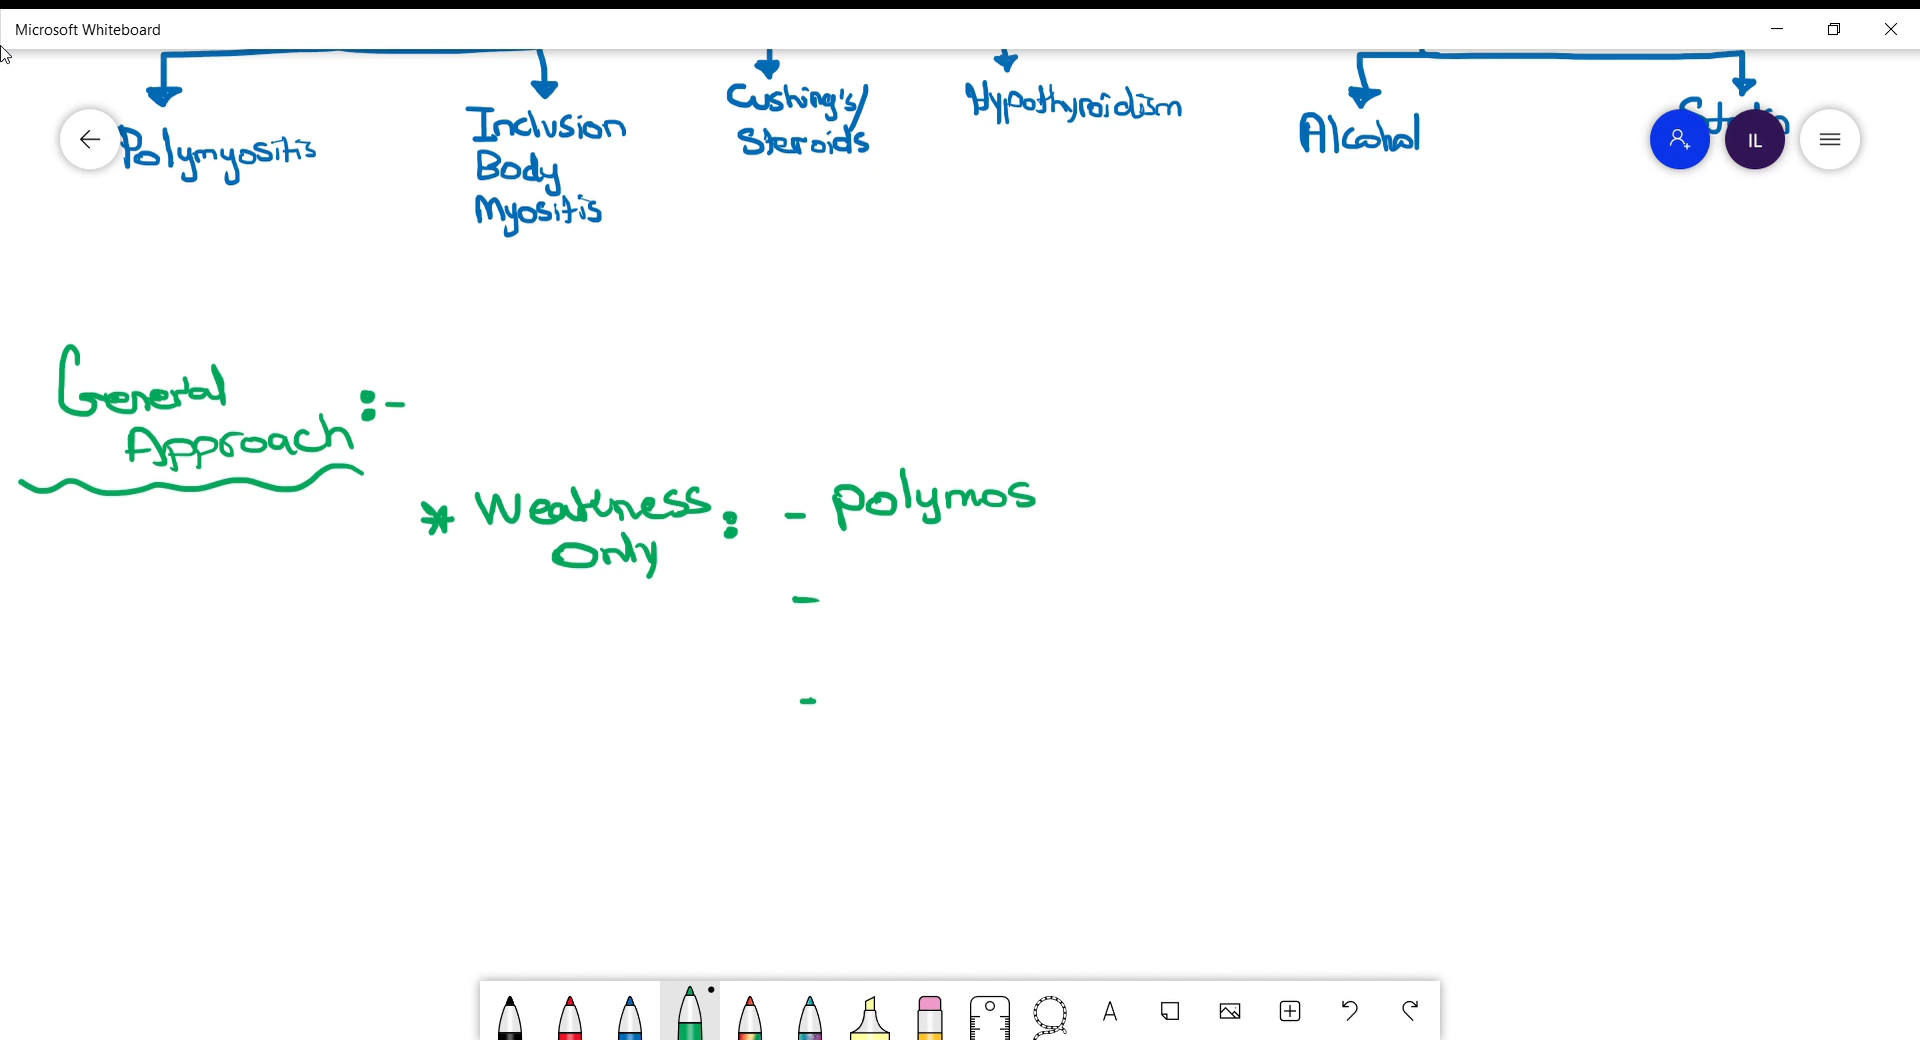 Microsoft Whiteboard
Polymyositis
Inclusion
Body
Myositis
Cushing's/
Steroids
Hypothyroidism
Alcohol
IL
General
Approach :-
* Weakness : - polymos
Only
-
-
A